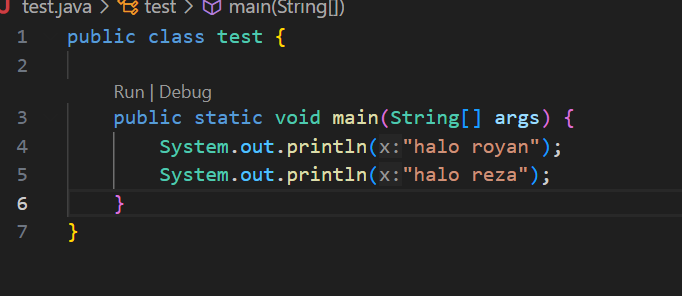 test.java > test > main(String[])
1 public class test {
2
Run | Debug
3 public static void main(String[] args) {
4 System.out.println(x:"halo royan");
5 System.out.println(x:"halo reza");
6 }
7 }